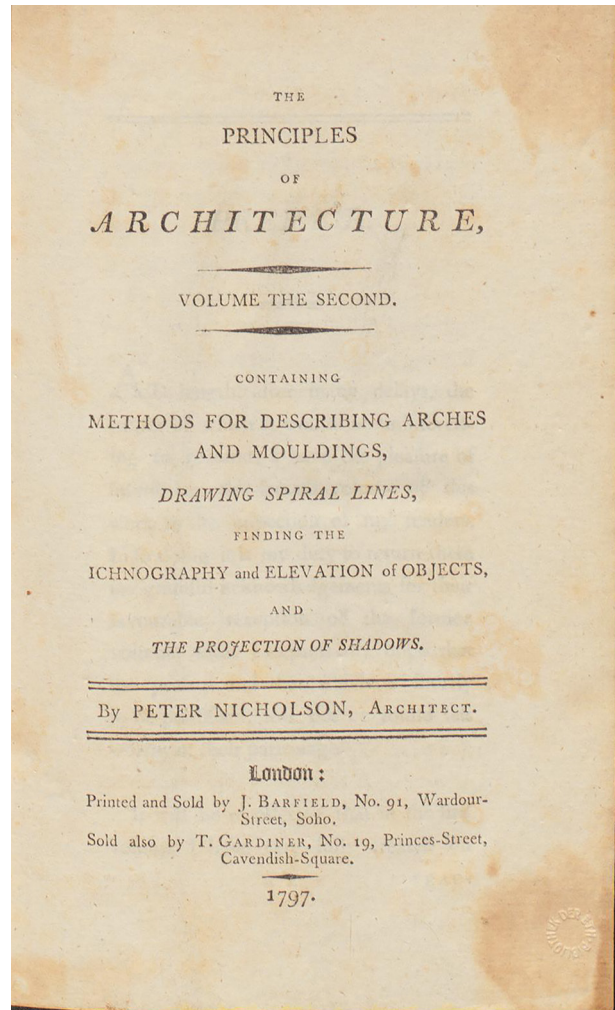 THE
PRINCIPLES
OF
ARCHITECTURE,
VOLUME THE SECOND.
CONTAINING
METHODS FOR DESCRIBING ARCHES
AND MOULDINGS,
DRAWING SPIRAL LINES,
FINDING THE
ICHNOGRAPHY and ELEVATION of OBJECTS,
AND
THE PROJECTION OF SHADOWS.
By PETER NICHOLSON, ARCHITECT.
London:
Printed and Sold by J. BARFIELD, No. 91, Wardour-
Street, Soho.
Sold also by T. GARDINER, No. 19, Princes-Street,
Cavendish-Square.
1797.